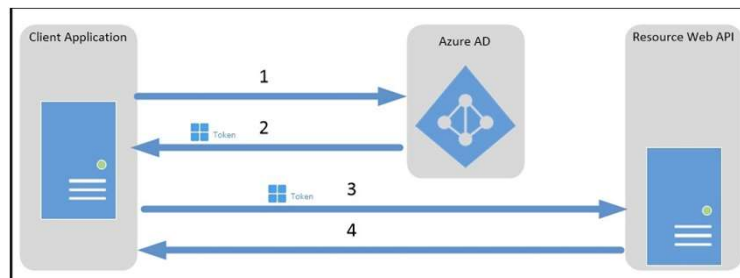 Client Application
Azure AD
Resource Web API
1
Token
2
Token
3
4